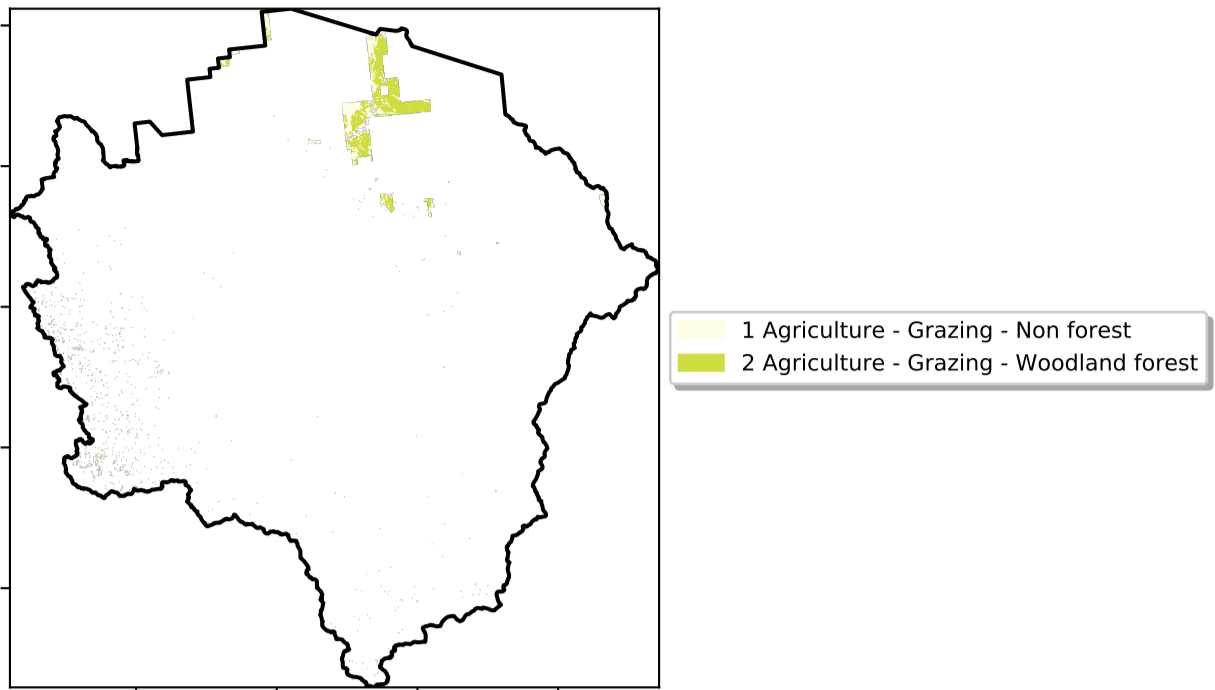 1 Agriculture - Grazing - Non forest
2 Agriculture - Grazing - Woodland forest